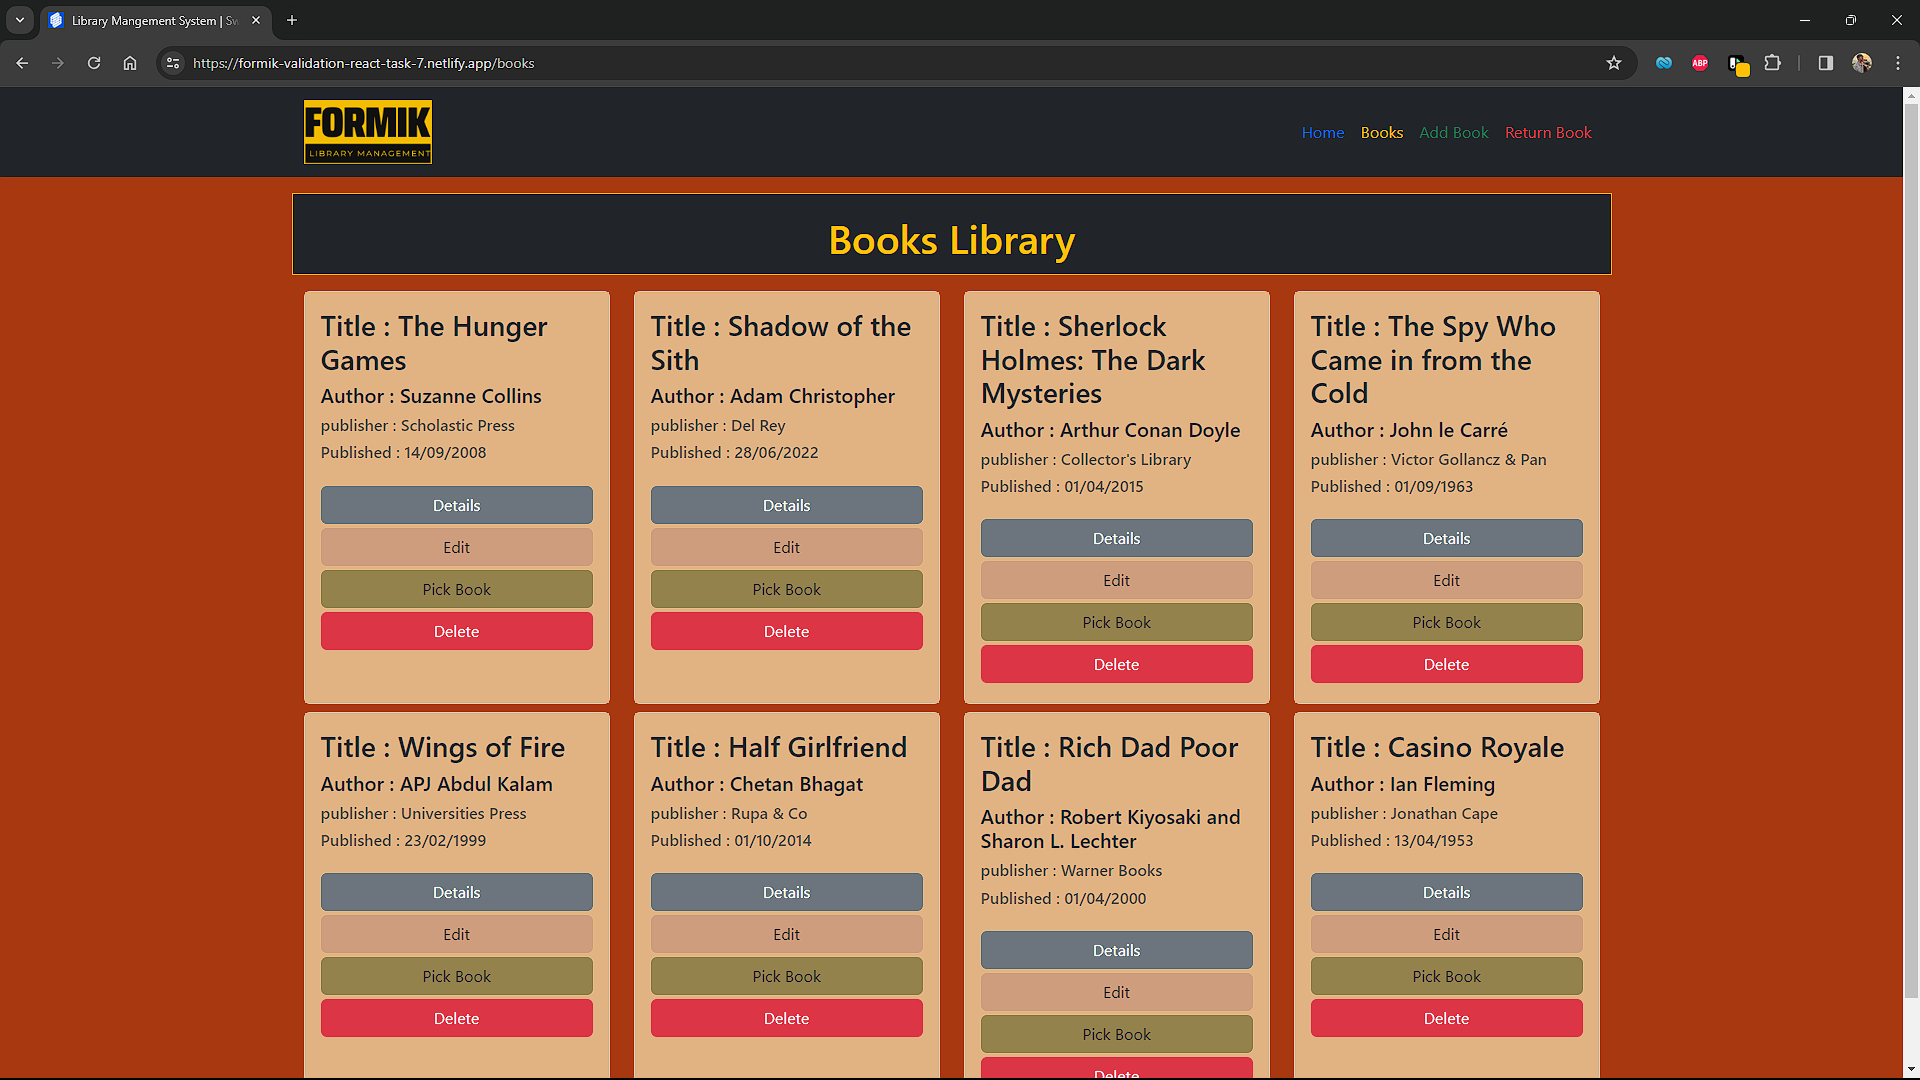 Library Mangement System | Sw
https://formik-validation-react-task-7.netlify.app/books
ABP
FORMIK
LIBRARY MANAGEMENT
Home Books Add Book Return Book
Books Library
Title : The Hunger
Games
Author : Suzanne Collins
publisher : Scholastic Press
Published : 14/09/2008
Details
Edit
Pick Book
Delete
Title : Shadow of the
Sith
Author : Adam Christopher
publisher : Del Rey
Published : 28/06/2022
Details
Edit
Pick Book
Delete
Title : Sherlock
Holmes: The Dark
Mysteries
Author : Arthur Conan Doyle
publisher : Collector's Library
Published : 01/04/2015
Details
Edit
Pick Book
Delete
Title : The Spy Who
Came in from the
Cold
Author : John le Carré
publisher : Victor Gollancz & Pan
Published : 01/09/1963
Details
Edit
Pick Book
Delete
Title : Wings of Fire
Author : APJ Abdul Kalam
publisher : Universities Press
Published : 23/02/1999
Details
Edit
Pick Book
Delete
Title : Half Girlfriend
Author : Chetan Bhagat
publisher : Rupa & Co
Published : 01/10/2014
Details
Edit
Pick Book
Delete
Title : Rich Dad Poor
Dad
Author : Robert Kiyosaki and
Sharon L. Lechter
publisher : Warner Books
Published : 01/04/2000
Details
Edit
Pick Book
Delete
Title : Casino Royale
Author : Ian Fleming
publisher : Jonathan Cape
Published : 13/04/1953
Details
Edit
Pick Book
Delete